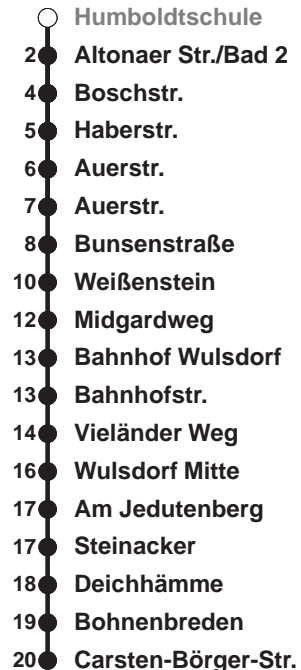 Humboldtschule
2 Altonaer Str./Bad 2
4 Boschstr.
5 Haberstr.
6 Auerstr.
7 Auerstr.
8 Bunsenstraße
10 Weißenstein
12 Midgardweg
13 Bahnhof Wulsdorf
13 Bahnhofstr.
14 Vieländer Weg
16 Wulsdorf Mitte
17 Am Jedutenberg
17 Steinacker
18 Deichhämme
19 Bohnenbreden
20 Carsten-Börger-Str.